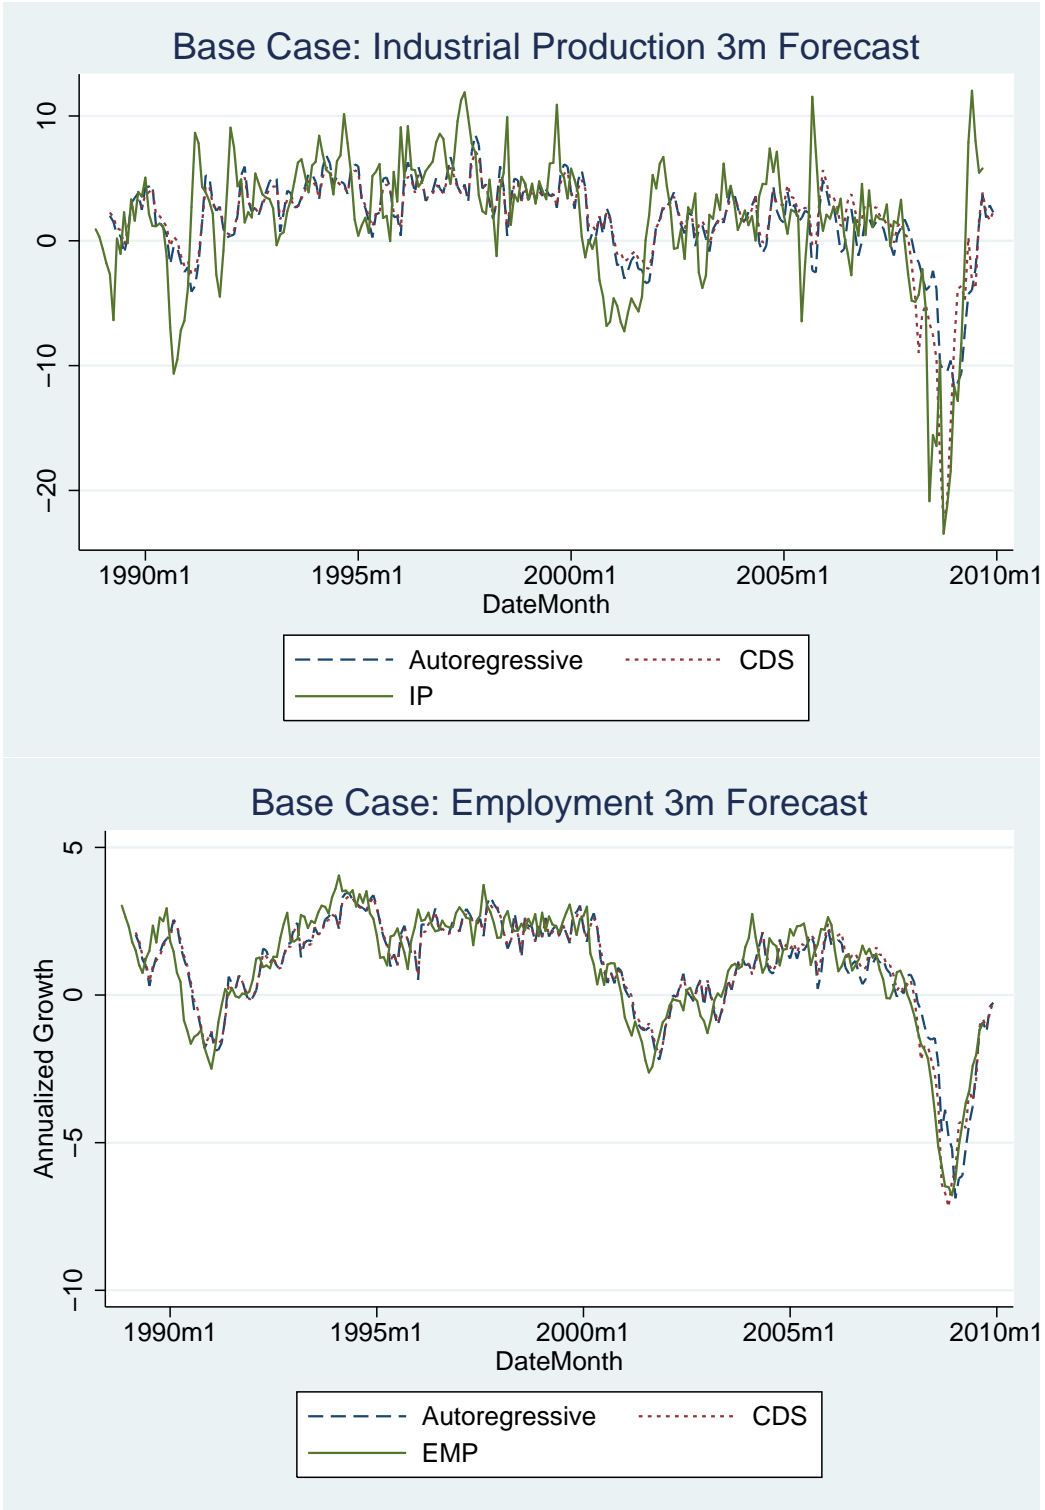 Base Case: Industrial Production 3m Forecast
10
0
−10
−20
1990m1 1995m1 2000m1 2005m1 2010m1
DateMonth
Autoregressive CDS
IP
Base Case: Employment 3m Forecast
Annualized Growth
5
0
−5
−10
1990m1 1995m1 2000m1 2005m1 2010m1
DateMonth
Autoregressive CDS
EMP